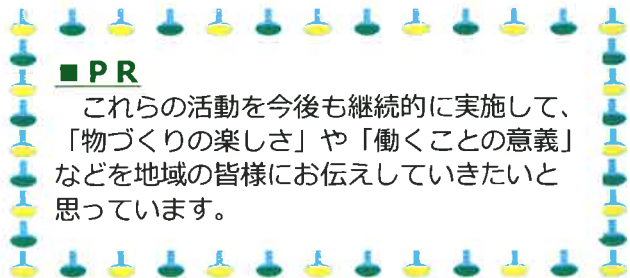 ■ＰＲ
　これらの活動を今後も継続的に実施して、
「物づくりの楽しさ」や「働くことの意義」
などを地域の皆様にお伝えしていきたいと
思っています。